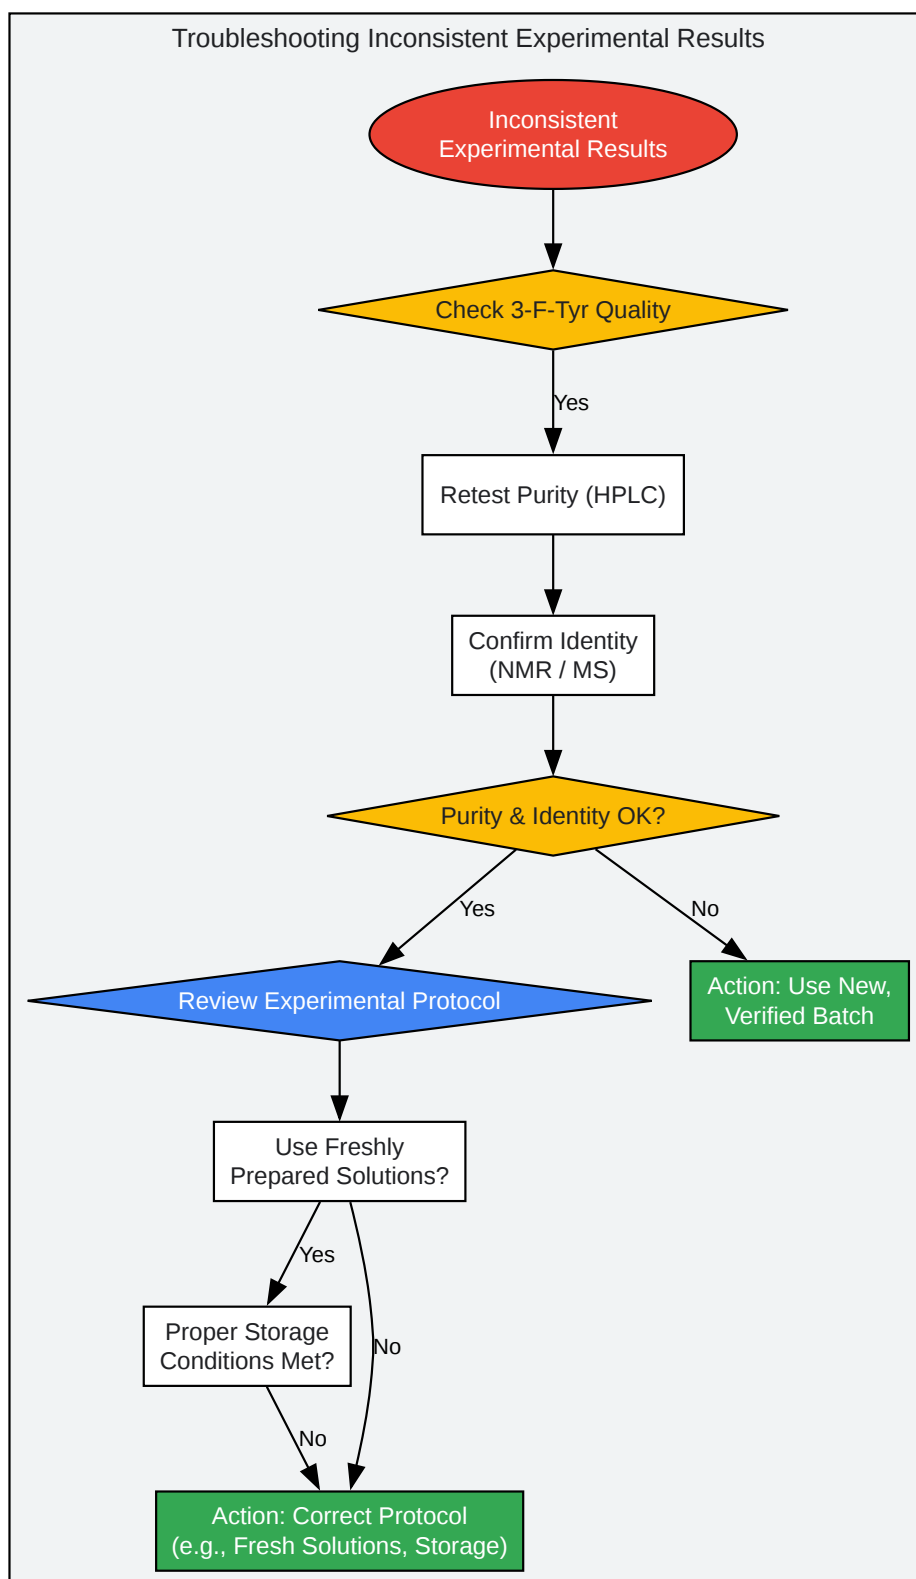 Troubleshooting Inconsistent Experimental Results
Inconsistent
Experimental Results
Check 3-F-Tyr Quality
Yes
Retest Purity (HPLC)
Confirm Identity
(NMR / MS)
Purity & Identity OK?
Yes
No
Review Experimental Protocol
Action: Use New,
Verified Batch
Use Freshly
Prepared Solutions?
Yes
Proper Storage
Conditions Met?
No
No
Action: Correct Protocol
(e.g., Fresh Solutions, Storage)